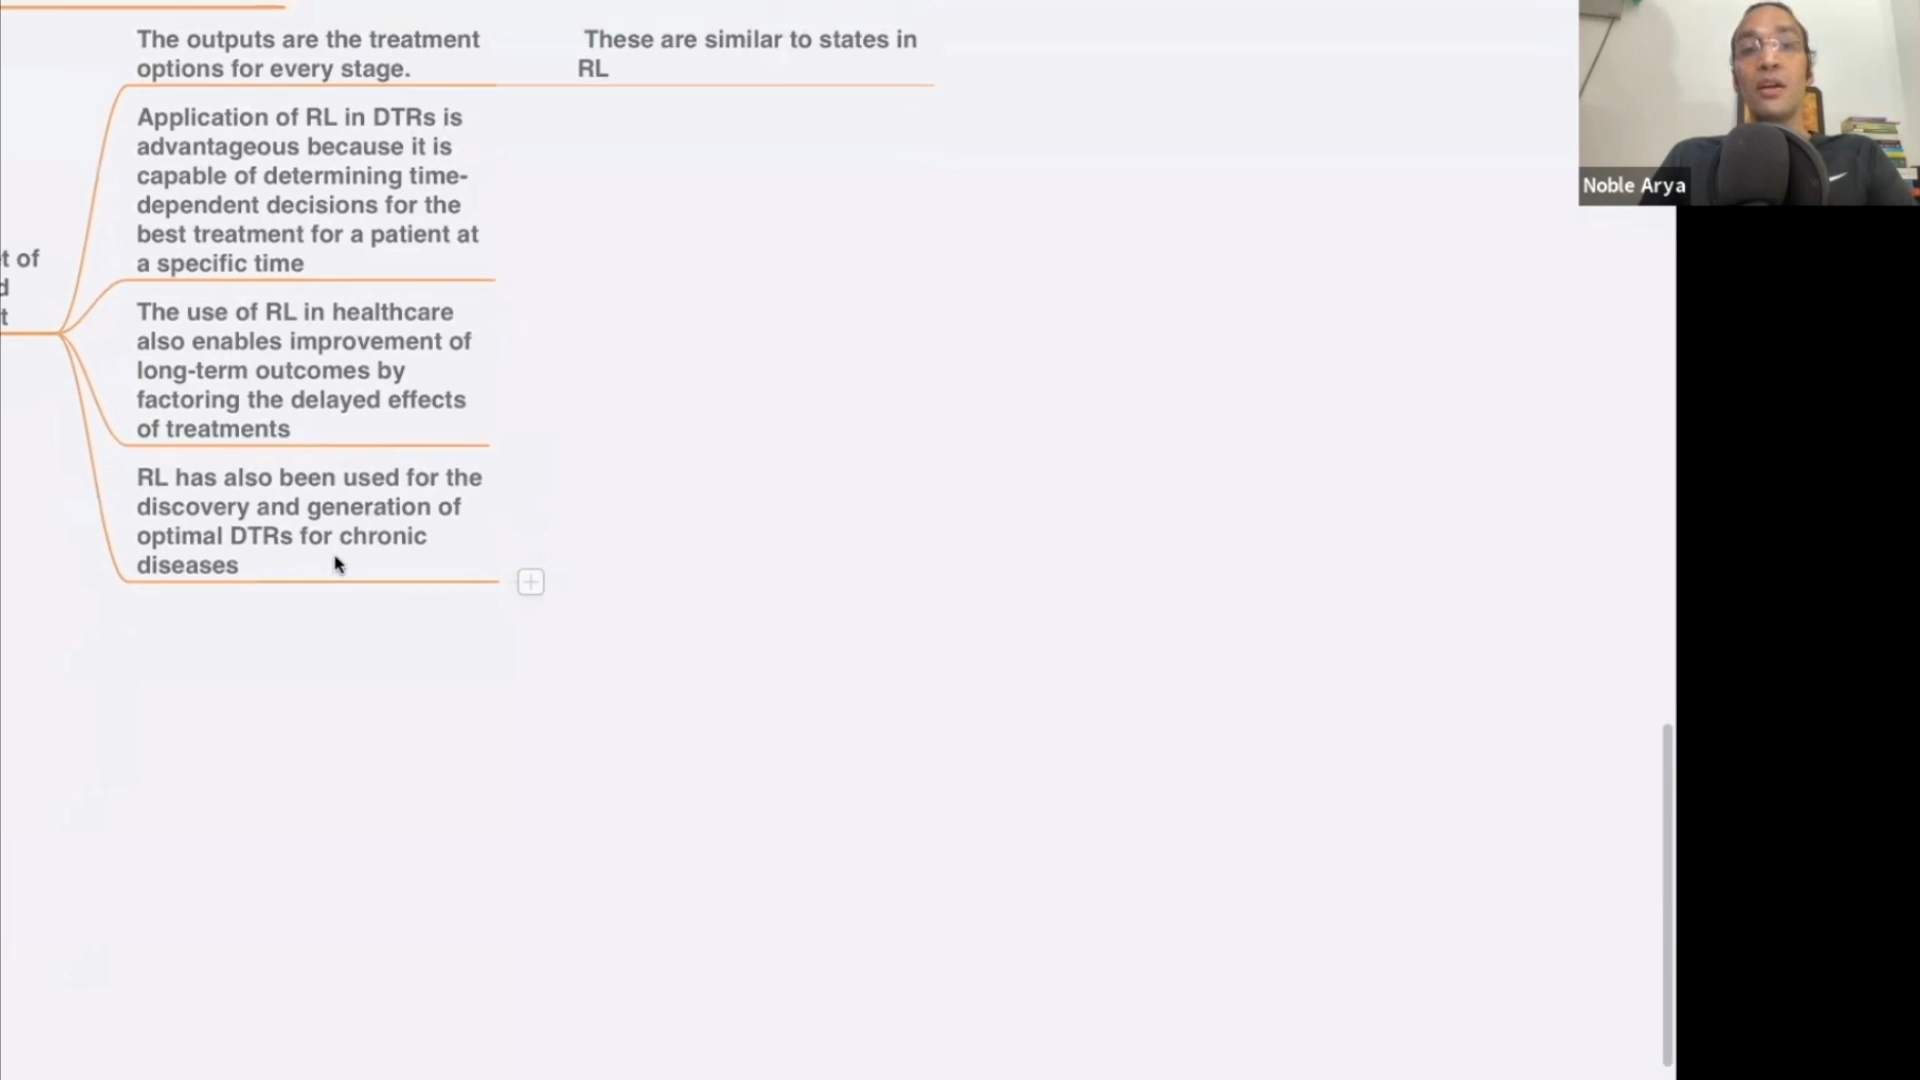 The outputs are the treatment
options for every stage.
These are similar to states in
RL
Application of RL in DTRs is
advantageous because it is
capable of determining time-
dependent decisions for the
best treatment for a patient at
a specific time
t of
d
t
The use of RL in healthcare
also enables improvement of
long-term outcomes by
factoring the delayed effects
of treatments
RL has also been used for the
discovery and generation of
optimal DTRs for chronic
diseases
Noble Arya